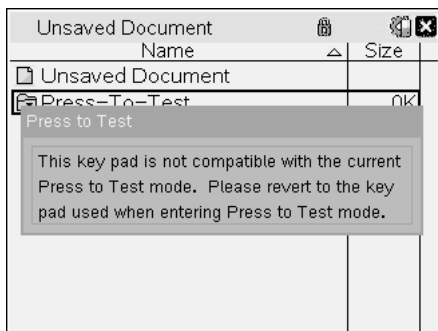 Unsaved Document
Name Size
Unsaved Document
Press-To-Test 0K
Press to Test
This key pad is not compatible with the current
Press to Test mode. Please revert to the key
pad used when entering Press to Test mode.